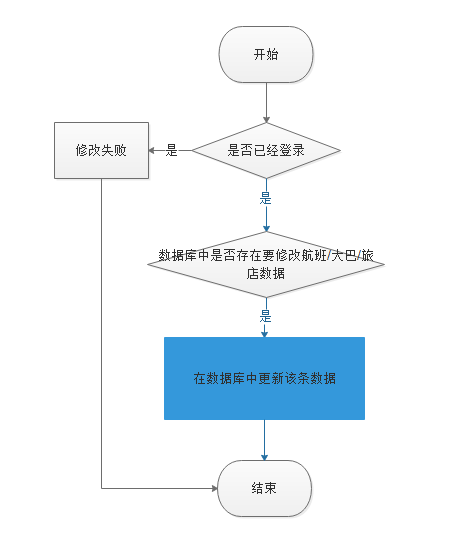 开始
是否已经登录
是
修改失败
是
数据库中是否存在要修改航班/大巴/旅
店数据
是
在数据库中更新该条数据
结束